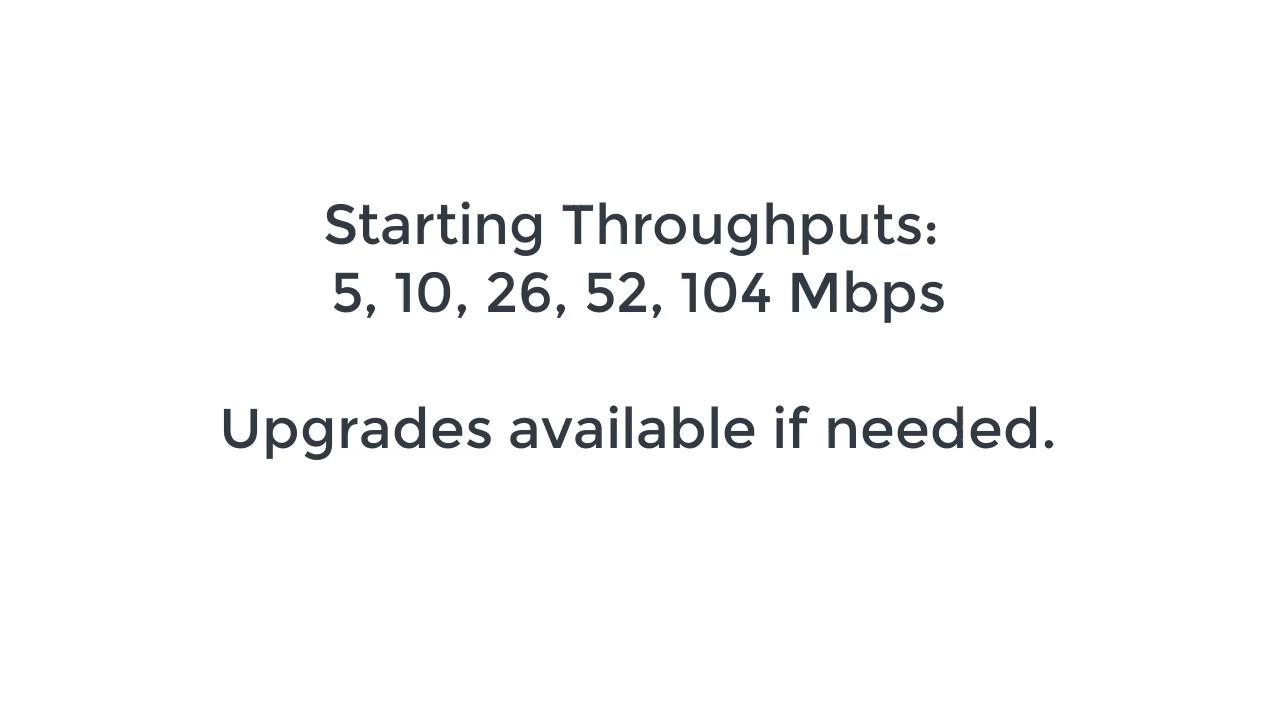 Starting Throughputs:
5, 10, 26, 52, 104 Mbps
Upgrades available if needed.